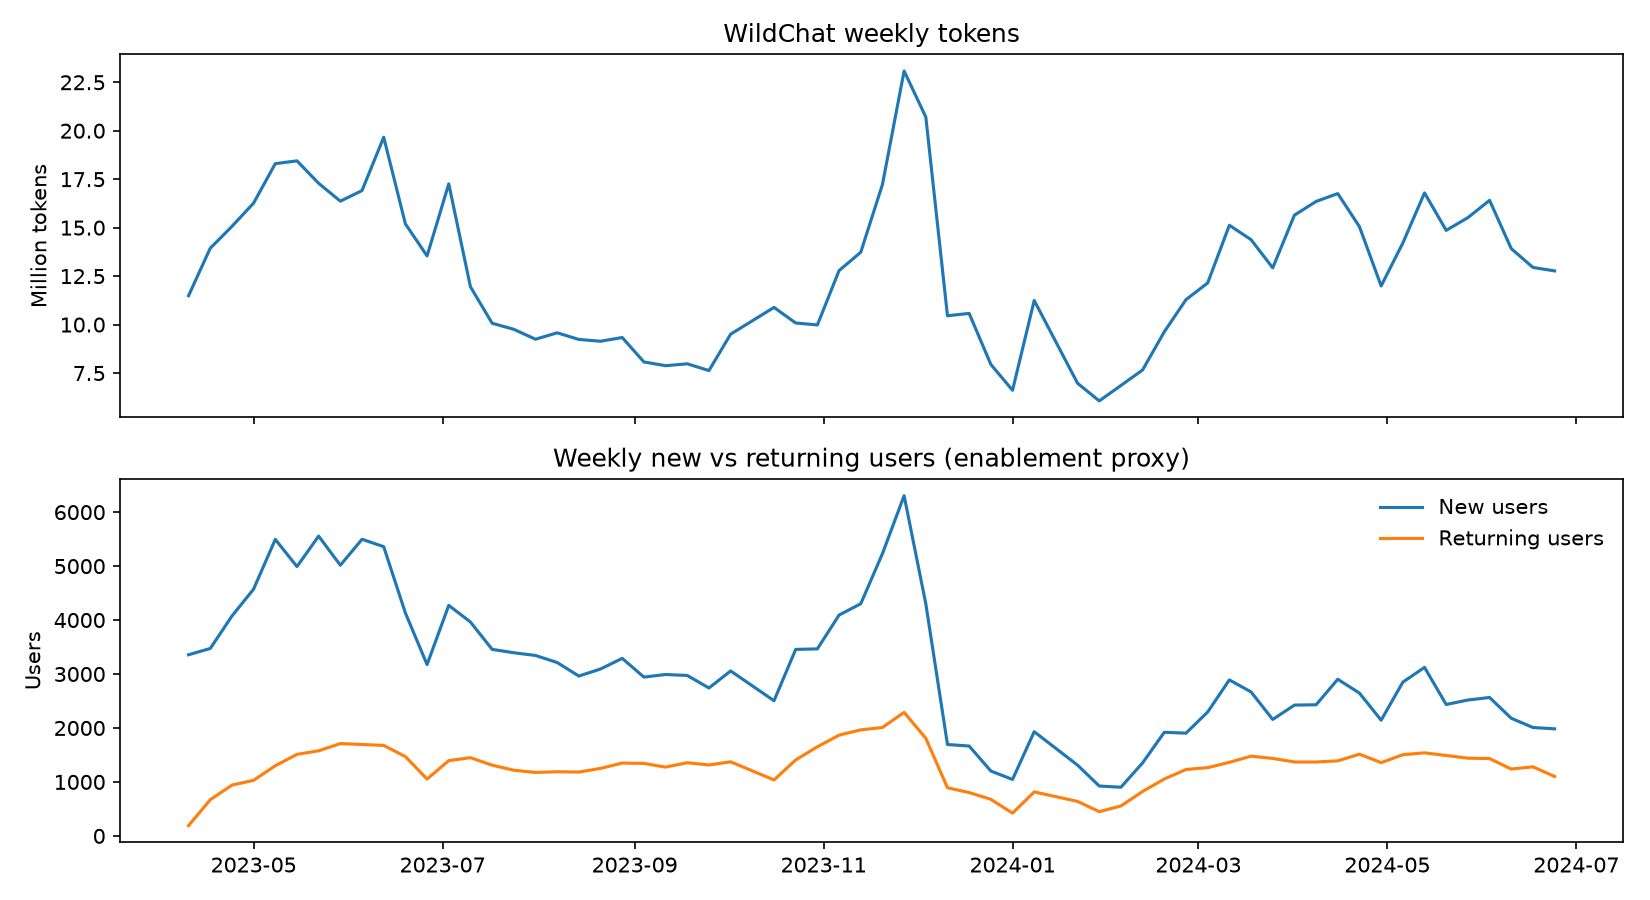 WildChat weekly tokens
22.5
20.0
17.5
15.0
12.5
10.0
7.5
Million tokens
Weekly new vs returning users (enablement proxy)
6000
5000
4000
3000
2000
1000
0
Users
New users
Returning users
2023-05 2023-07 2023-09 2023-11 2024-01 2024-03 2024-05 2024-07